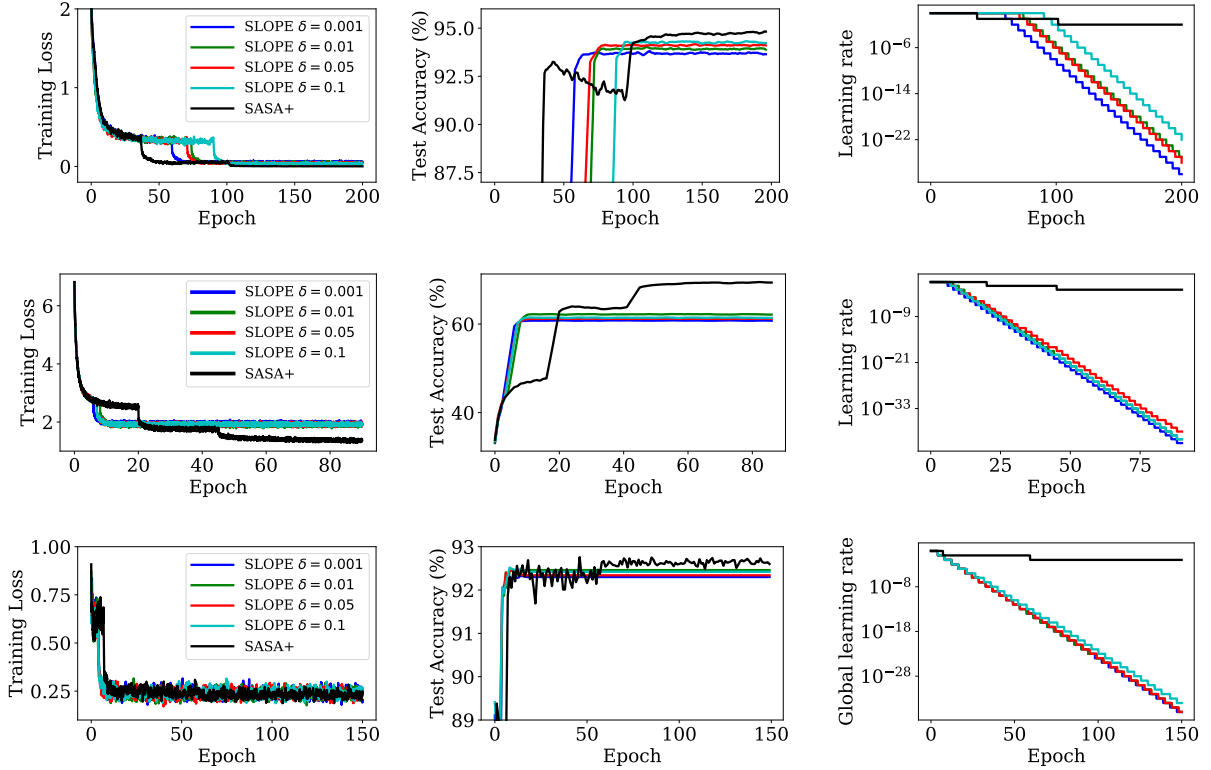 Training Loss
2
1
0
SLOPE δ = 0.001
SLOPE δ = 0.01
SLOPE δ = 0.05
SLOPE δ = 0.1
SASA+
0 50 100 150 200
Epoch
Test Accuracy (%)
95.0
92.5
90.0
87.5
0 50 100 150 200
Epoch
Learning rate
10⁻⁶
10⁻¹⁴
10⁻²²
0 100 200
Epoch
Training Loss
6
4
2
SLOPE δ = 0.001
SLOPE δ = 0.01
SLOPE δ = 0.05
SLOPE δ = 0.1
SASA+
0 20 40 60 80
Epoch
Test Accuracy (%)
60
40
0 20 40 60 80
Epoch
Learning rate
10⁻⁹
10⁻²¹
10⁻³³
0 25 50 75
Epoch
Training Loss
1.00
0.75
0.50
0.25
SLOPE δ = 0.001
SLOPE δ = 0.01
SLOPE δ = 0.05
SLOPE δ = 0.1
SASA+
0 50 100 150
Epoch
Test Accuracy (%)
93
92
91
90
89
0 50 100 150
Epoch
Global learning rate
10⁻⁸
10⁻¹⁸
10⁻²⁸
0 50 100 150
Epoch